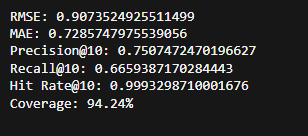 RMSE: 0.9073524925511499
MAE: 0.7285747975539056
Precision@10: 0.7507472470196627
Recall@10: 0.6659387170284443
Hit Rate@10: 0.9993298710001676
Coverage: 94.24%